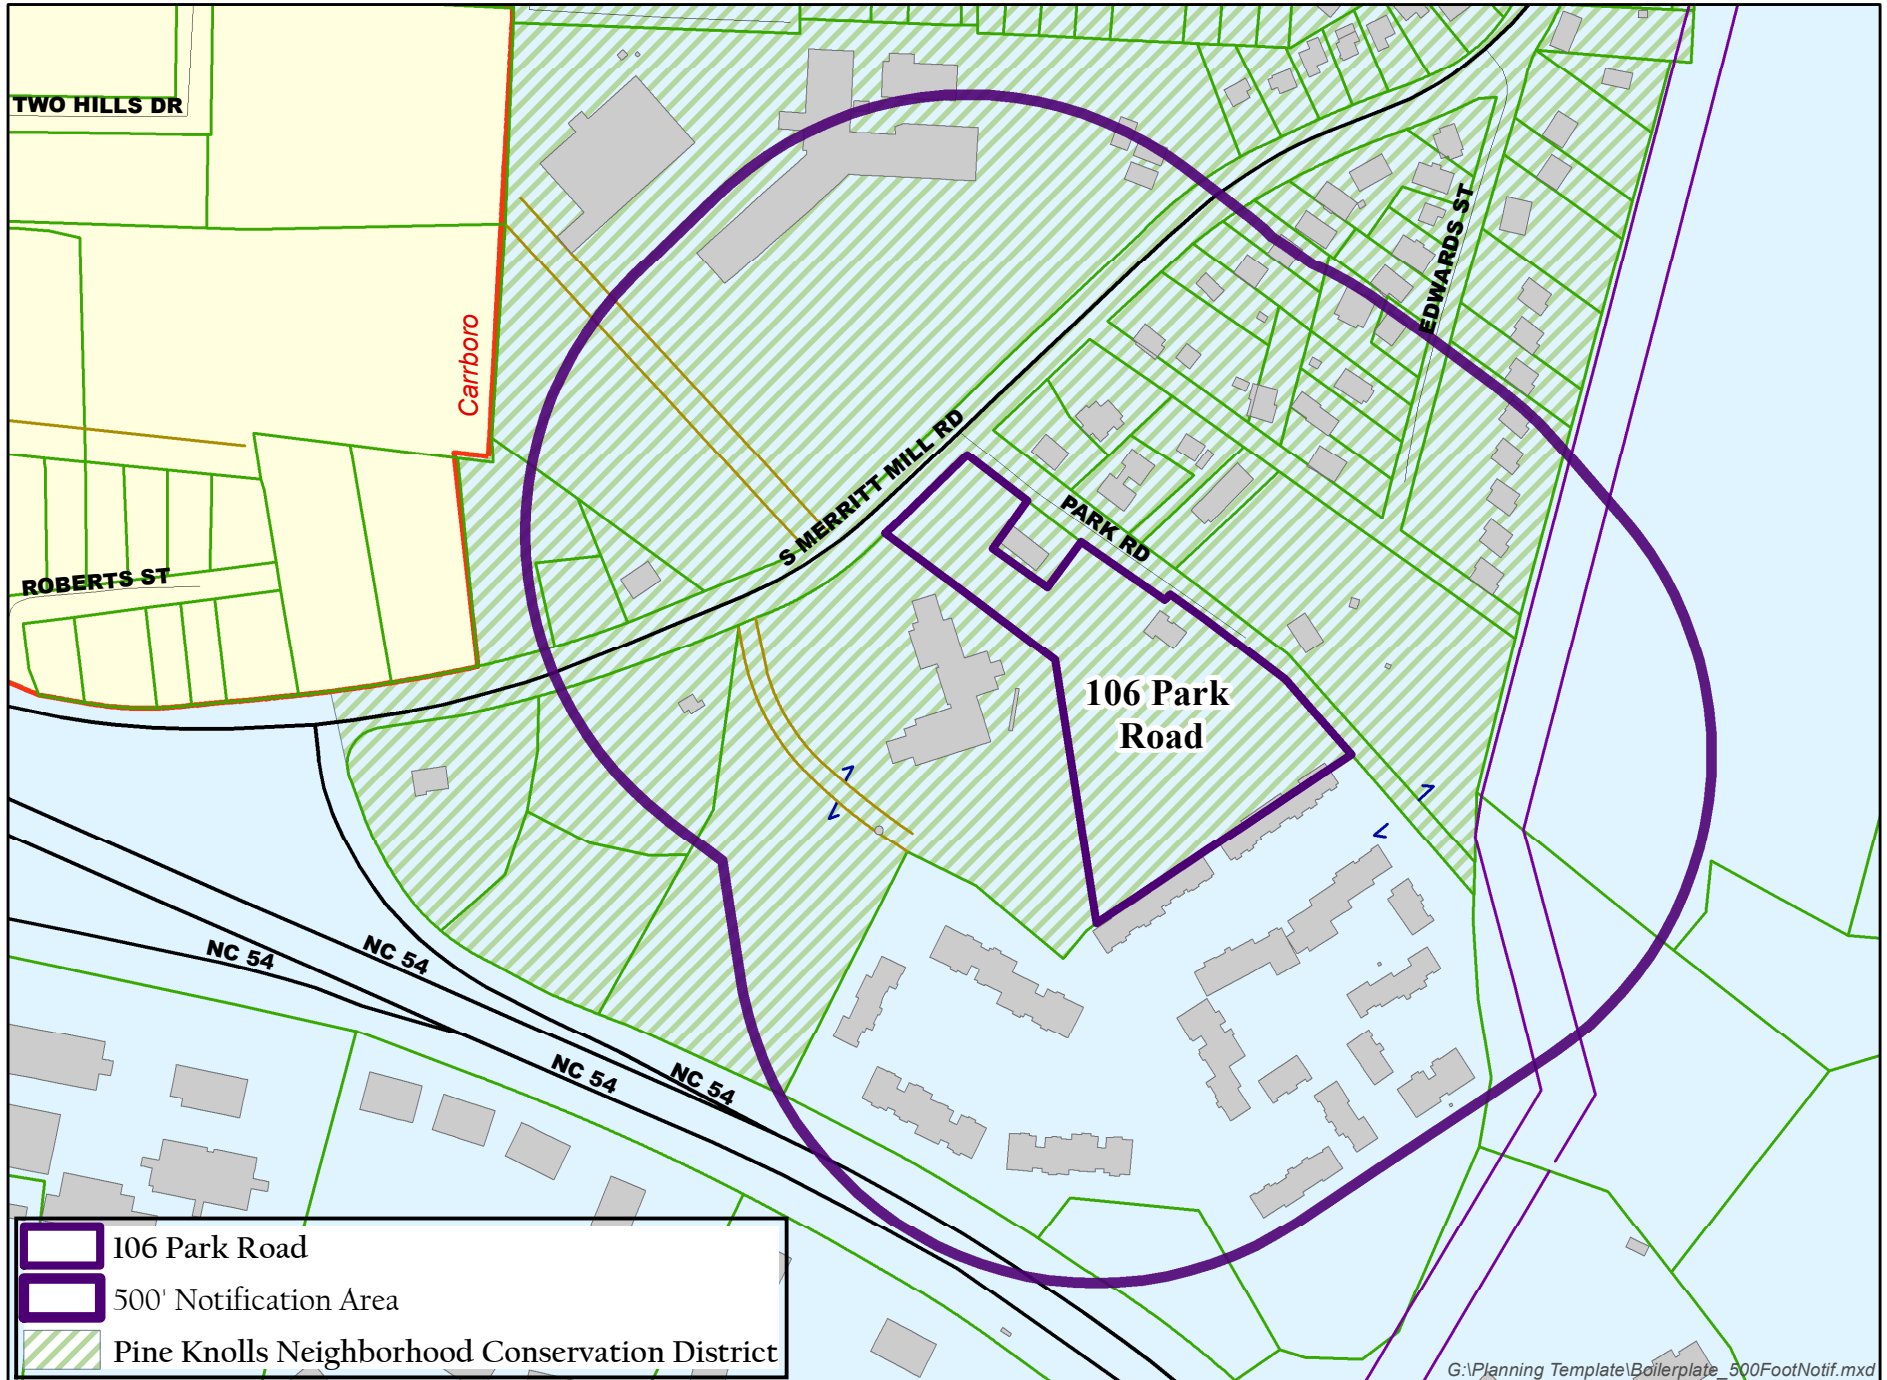 TWO HILLS DR
EDWARDS ST
Carrboro
S MERRITT MILL RD
PARK RD
ROBERTS ST
106 Park
Road
NC 54
NC 54
NC 54
NC 54
106 Park Road
500' Notification Area
Pine Knolls Neighborhood Conservation District
G:\Planning Template\Boilerplate_500FootNotif.mxd